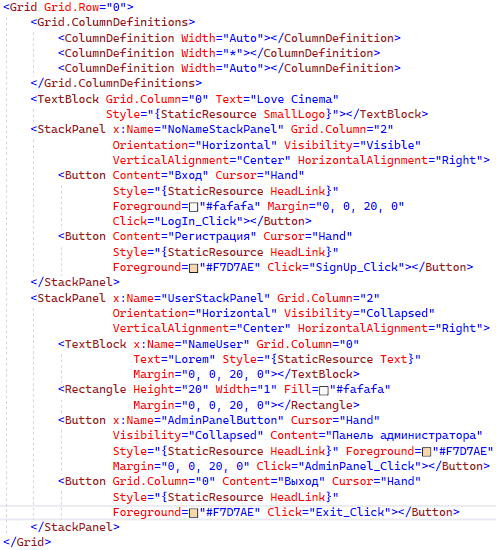 <Grid Grid.Row="0">
<Grid.ColumnDefinitions>
<ColumnDefinition Width="Auto"></ColumnDefinition>
<ColumnDefinition Width="*"></ColumnDefinition>
<ColumnDefinition Width="Auto"></ColumnDefinition>
</Grid.ColumnDefinitions>
<TextBlock Grid.Column="0" Text="Love Cinema"
Style="{StaticResource SmallLogo}"></TextBlock>
<StackPanel x:Name="NoNameStackPanel" Grid.Column="2"
Orientation="Horizontal" Visibility="Visible"
VerticalAlignment="Center" HorizontalAlignment="Right">
<Button Content="Вход" Cursor="Hand"
Style="{StaticResource HeadLink}"
Foreground="#fafafa" Margin="0, 0, 20, 0"
Click="LogIn_Click"></Button>
<Button Content="Регистрация" Cursor="Hand"
Style="{StaticResource HeadLink}"
Foreground="#F7D7AE" Click="SignUp_Click"></Button>
</StackPanel>
<StackPanel x:Name="UserStackPanel" Grid.Column="2"
Orientation="Horizontal" Visibility="Collapsed"
VerticalAlignment="Center" HorizontalAlignment="Right">
<TextBlock x:Name="NameUser" Grid.Column="0"
Text="Lorem" Style="{StaticResource Text}"
Margin="0, 0, 20, 0"></TextBlock>
<Rectangle Height="20" Width="1" Fill="#fafafa"
Margin="0, 0, 20, 0"></Rectangle>
<Button x:Name="AdminPanelButton" Cursor="Hand"
Visibility="Collapsed" Content="Панель администратора"
Style="{StaticResource HeadLink}" Foreground="#F7D7AE"
Margin="0, 0, 20, 0" Click="AdminPanel_Click"></Button>
<Button Grid.Column="0" Content="Выход" Cursor="Hand"
Style="{StaticResource HeadLink}"
Foreground="#F7D7AE" Click="Exit_Click"></Button>
</StackPanel>
</Grid>